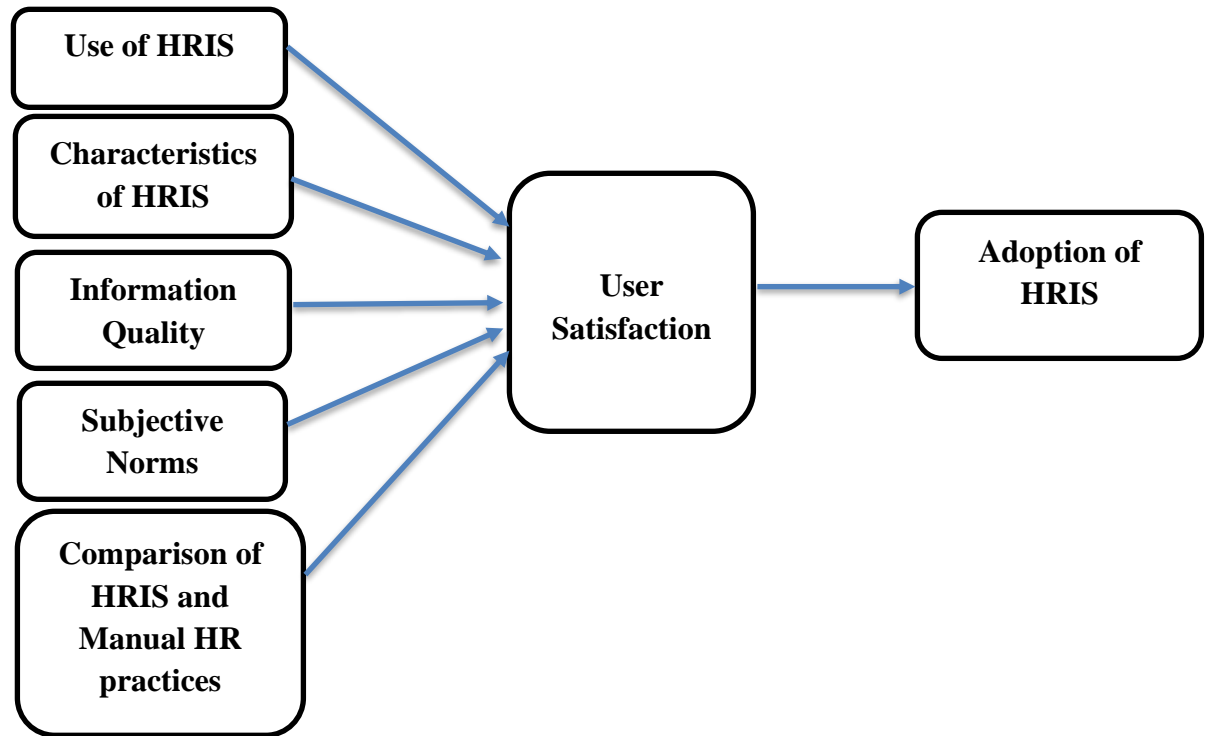 Use of HRIS
Characteristics
of HRIS
Information
Quality
Subjective
Norms
Comparison of
HRIS and
Manual HR
practices
User
Satisfaction
Adoption of
HRIS